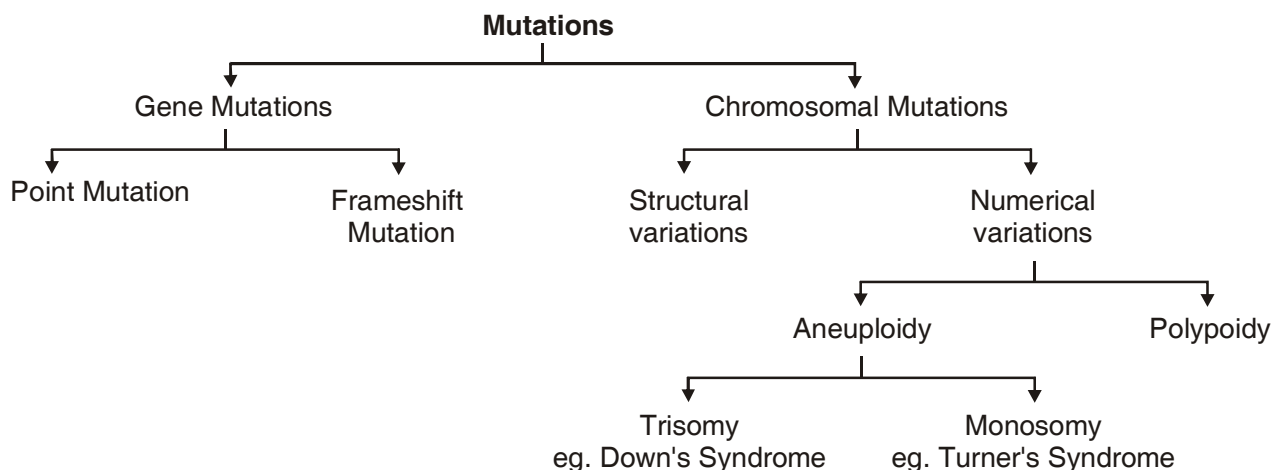 Mutations
Gene Mutations
Chromosomal Mutations
Point Mutation
Frameshift
Mutation
Structural
variations
Numerical
variations
Aneuploidy
Polypoidy
Trisomy
eg. Down's Syndrome
Monosomy
eg. Turner's Syndrome